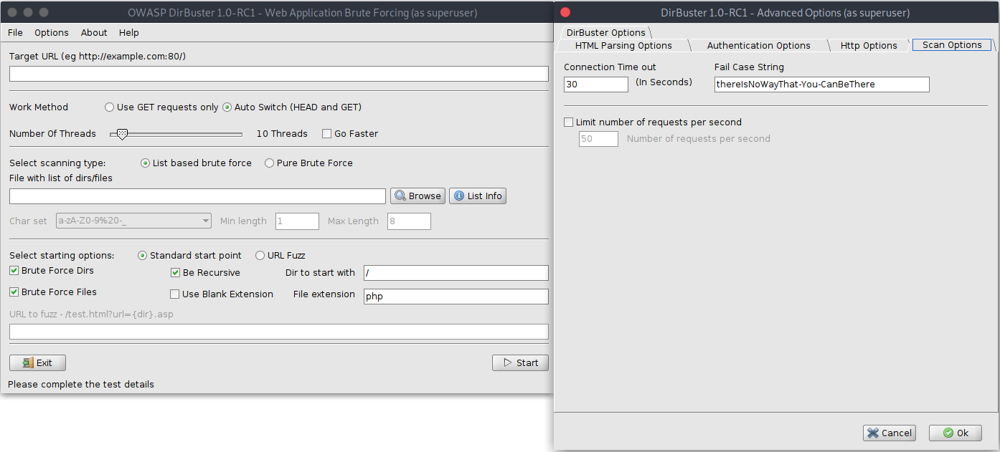 OWASP DirBuster 1.0-RC1 - Web Application Brute Forcing (as superuser)
File Options About Help
Target URL (eg http://example.com:80/)
Work Method Use GET requests only Auto Switch (HEAD and GET)
Number Of Threads 10 Threads Go Faster
Select scanning type: List based brute force Pure Brute Force
File with list of dirs/files
Browse List Info
Char set a-zA-Z0-9%20-_ Min length 1 Max Length 8
Select starting options: Standard start point URL Fuzz
Brute Force Dirs Be Recursive Dir to start with /
Brute Force Files Use Blank Extension File extension php
URL to fuzz - /test.html?url={dir}.asp
Exit Start
Please complete the test details
DirBuster 1.0-RC1 - Advanced Options (as superuser)
DirBuster Options
HTML Parsing Options Authentication Options Http Options Scan Options
Connection Time out Fail Case String
30 (In Seconds) thereIsNoWayThat-You-CanBeThere
Limit number of requests per second
50 Number of requests per second
Cancel Ok